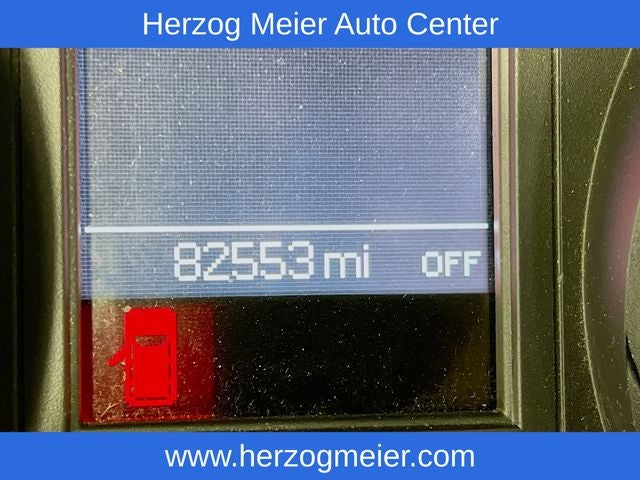 Herzog Meier Auto Center
82553 mi OFF
www.herzogmeier.com